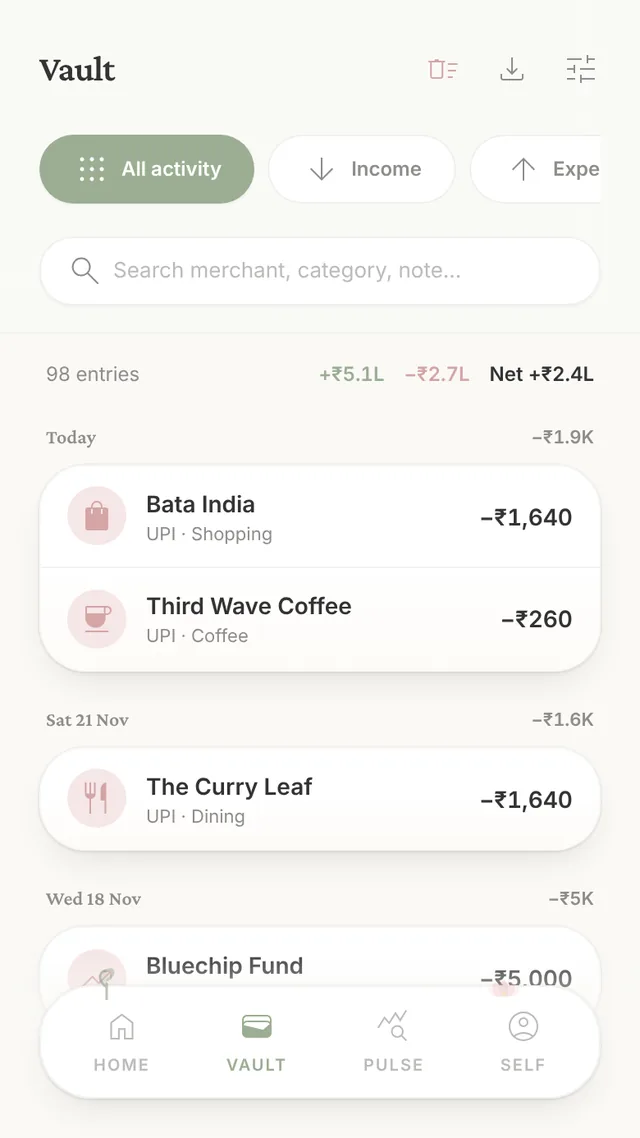 Vault
All activity
Income
Expe
Search merchant, category, note...
98 entries +₹5.1L −₹2.7L Net +₹2.4L
Today −₹1.9K
Bata India
UPI · Shopping
−₹1,640
Third Wave Coffee
UPI · Coffee
−₹260
Sat 21 Nov −₹1.6K
The Curry Leaf
UPI · Dining
−₹1,640
Wed 18 Nov −₹5K
Bluechip Fund
−₹5,000
HOME VAULT PULSE SELF